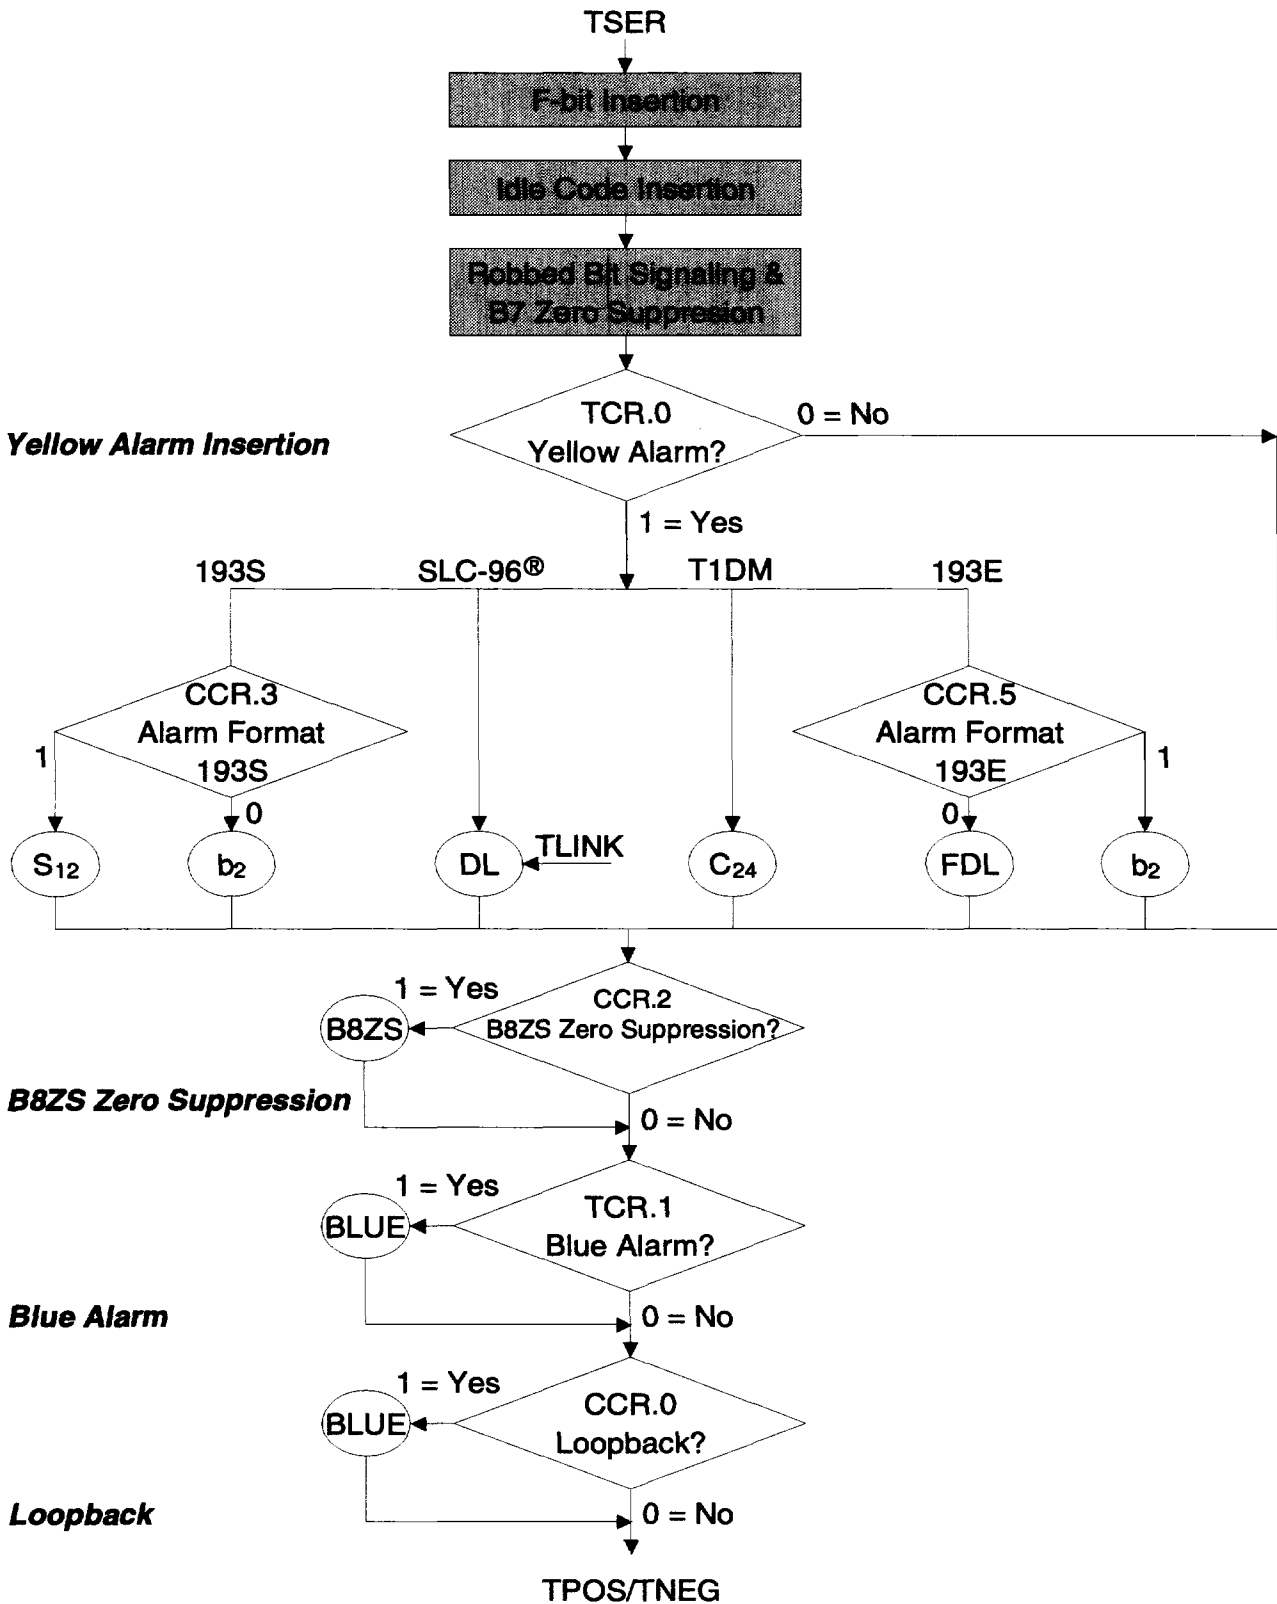 TSER
F-bit Insertion
Idle Code Insertion
Robbed Bit Signaling &
B7 Zero Suppresion
TCR.0
Yellow Alarm?
0 = No
Yellow Alarm Insertion
1 = Yes
193S
SLC-96®
T1DM
193E
CCR.3
Alarm Format
193S
CCR.5
Alarm Format
193E
1
0
0
1
S12
b2
DL
TLINK
C24
FDL
b2
1 = Yes
CCR.2
B8ZS Zero Suppression?
B8ZS
B8ZS Zero Suppression
0 = No
1 = Yes
TCR.1
Blue Alarm?
BLUE
Blue Alarm
0 = No
1 = Yes
CCR.0
Loopback?
BLUE
Loopback
0 = No
TPOS/TNEG